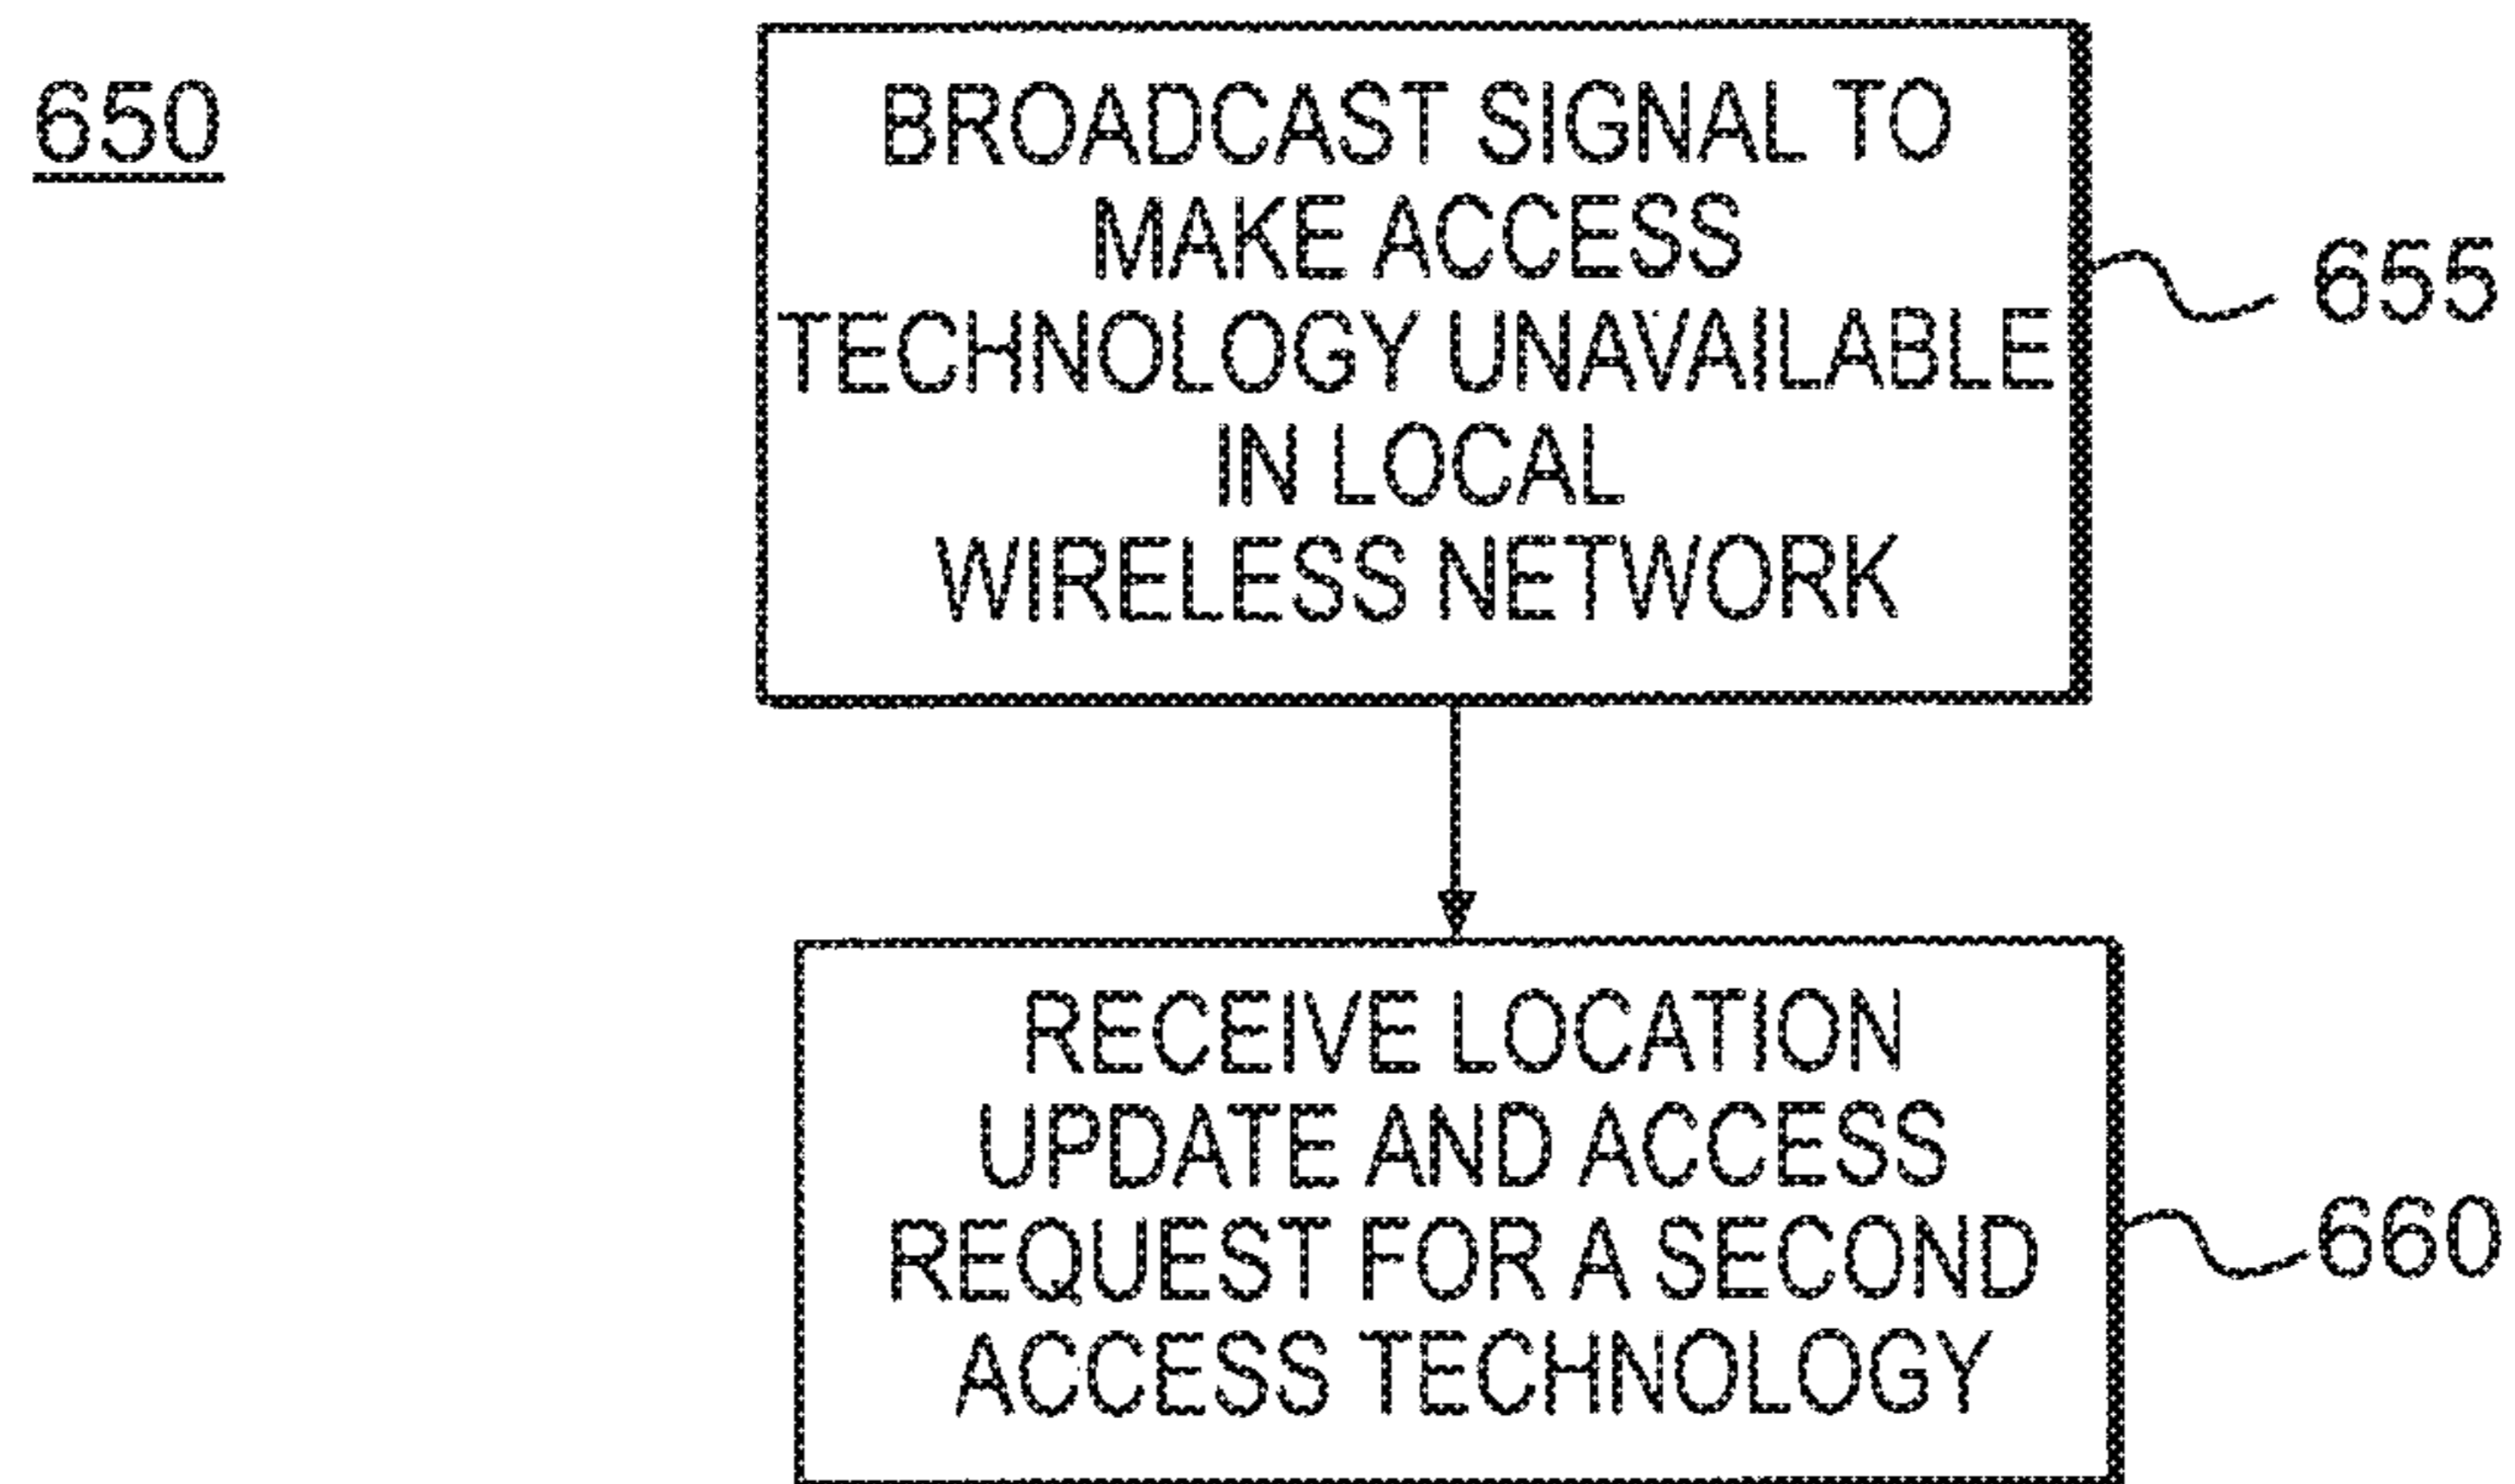 650
BROADCAST SIGNAL TO
MAKE ACCESS
TECHNOLOGY UNAVAILABLE
IN LOCAL
WIRELESS NETWORK
655
RECEIVE LOCATION
UPDATE AND ACCESS
REQUEST FOR A SECOND
ACCESS TECHNOLOGY
660